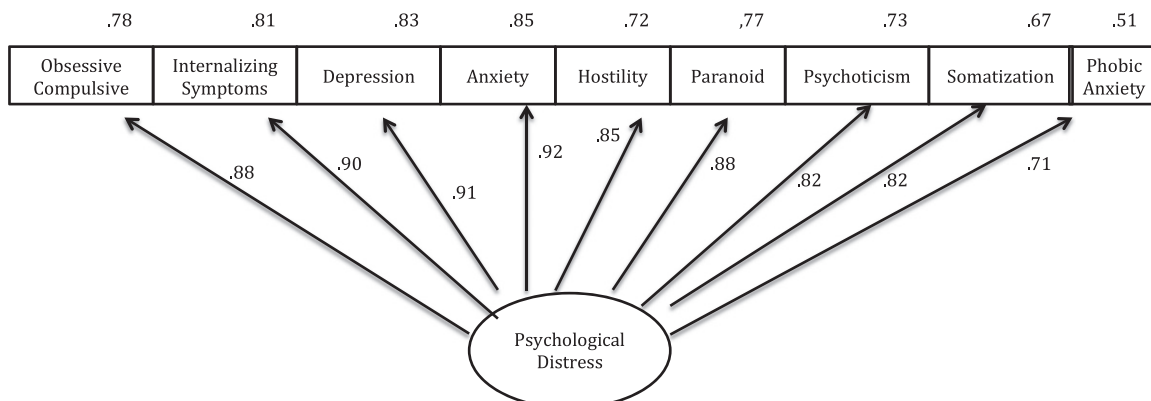 .78 .81 .83 .85 .72 ,77 .73 .67 .51
Obsessive Compulsive
Internalizing Symptoms
Depression
Anxiety
Hostility
Paranoid
Psychoticism
Somatization
Phobic Anxiety
.88
.90
.91
.92
.85
.88
.82
.82
.71
Psychological
Distress